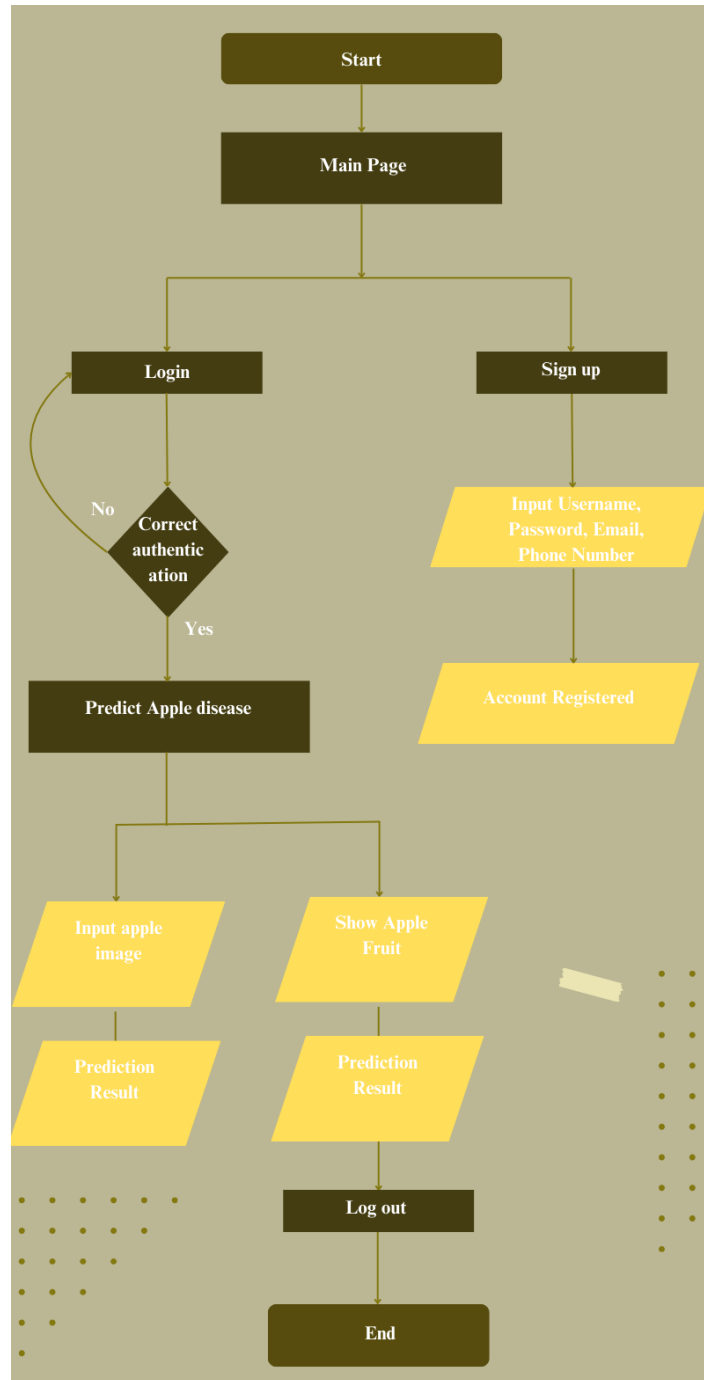 Start
Main Page
Login
Sign up
No
Correct
authentic
ation
Yes
Input Username,
Password, Email,
Phone Number
Account Registered
Predict Apple disease
Input apple
image
Show Apple
Fruit
Prediction
Result
Prediction
Result
Log out
End